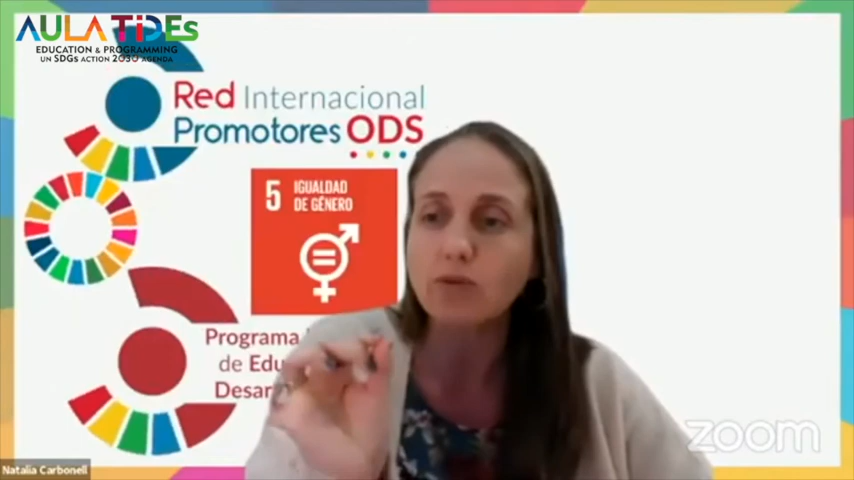 AULA TiDEs
EDUCATION & PROGRAMMING
UN SDGs ACTION 2030 AGENDA
Red Internacional
Promotores ODS
5 IGUALDAD
DE GÉNERO
Programa
de Edu
Desar
zoom
Natalia Carbonell